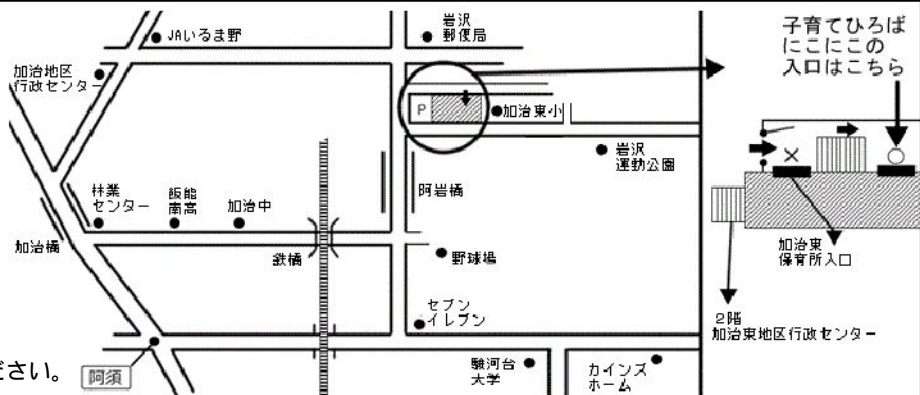 JAいるま野
岩沢
郵便局
加治地区
行政センター
P
加治東小
岩沢
運動公園
林業
センター
飯能
南高
加治中
阿岩橋
加治橋
鉄橋
野球場
セブン
イレブン
ださい。
阿須
駿河台
大学
カインズ
ホーム
子育てひろば
にこにこの
入口はこちら
加治東
保育所入口
2階
加治東地区行政センター